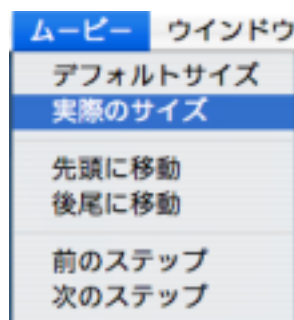 ムービー ウインドウ
デフォルトサイズ
実際のサイズ
先頭に移動
後尾に移動
前のステップ
次のステップ